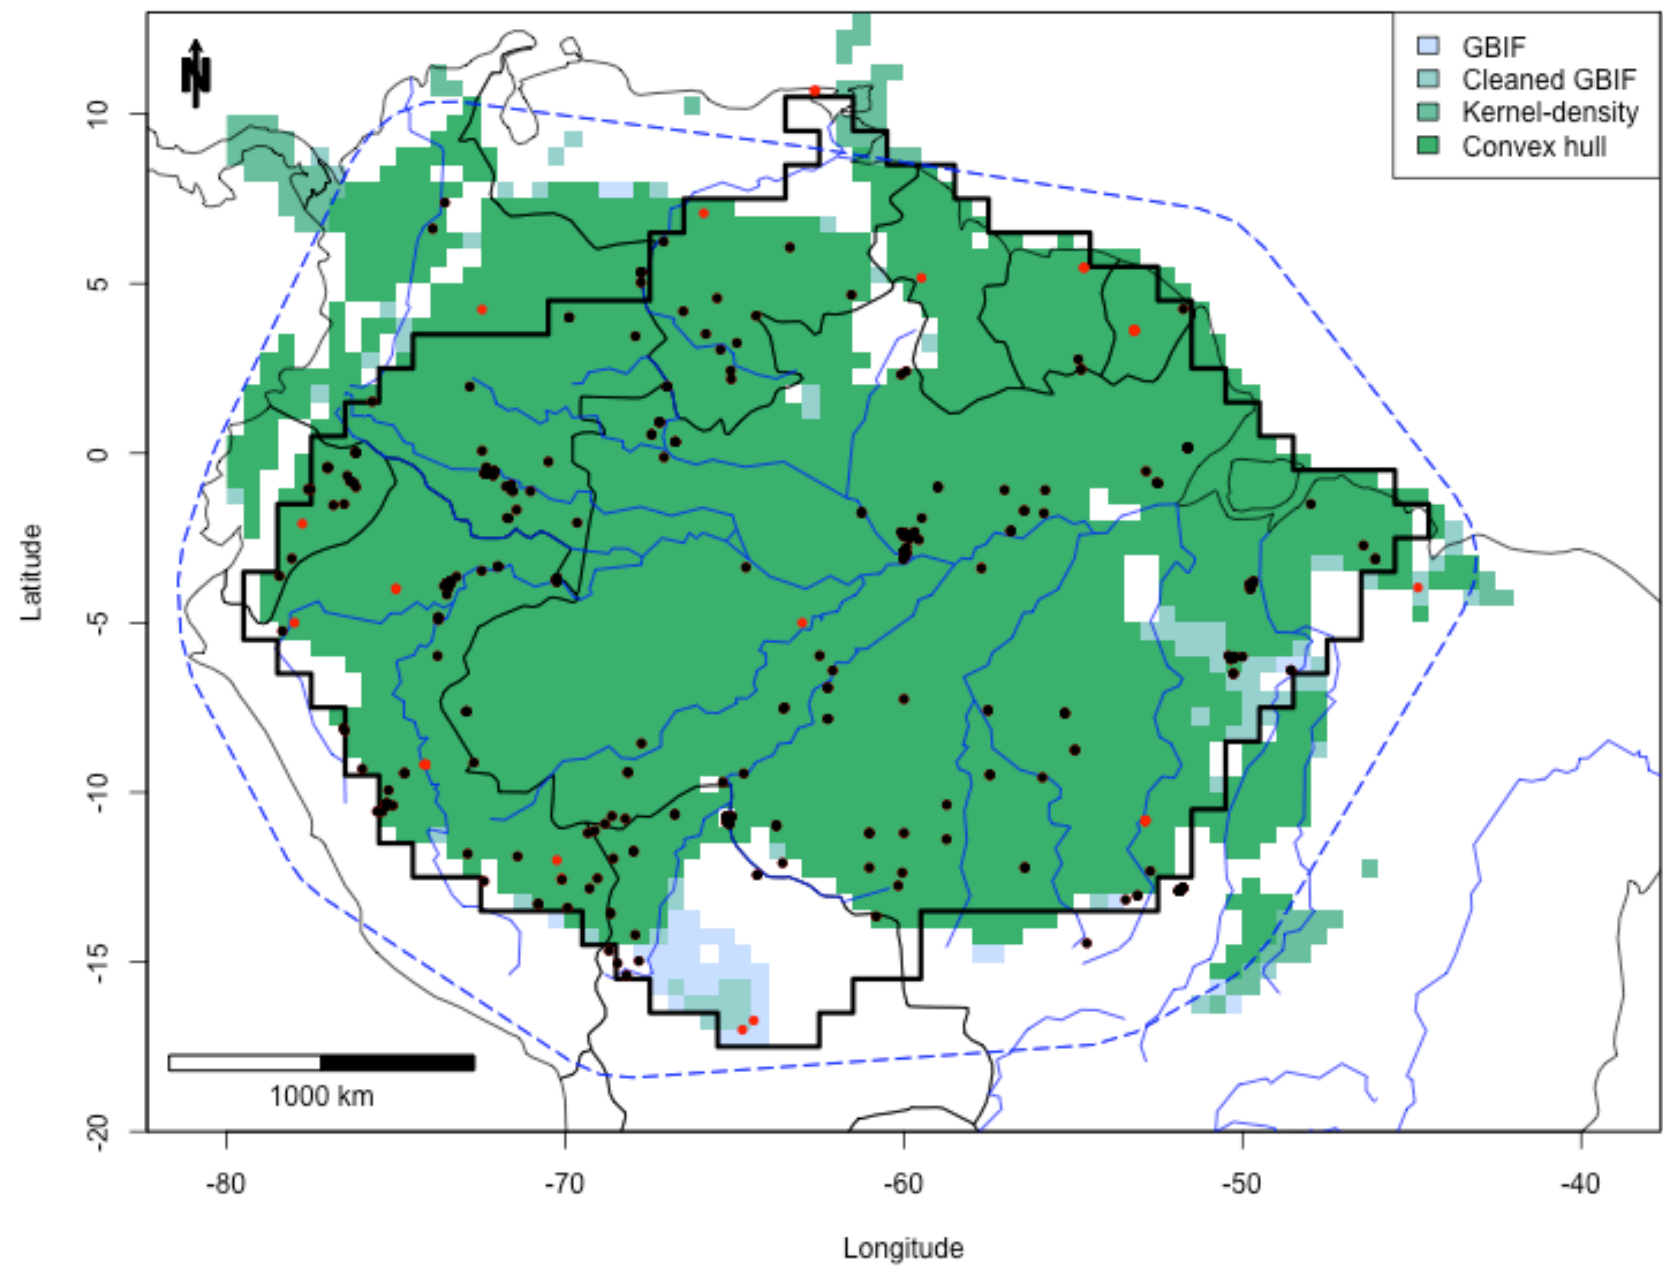 N
GBIF
Cleaned GBIF
Kernel-density
Convex hull
10
5
0
-5
-10
-15
-20
Latitude
1000 km
-80 -70 -60 -50 -40
Longitude